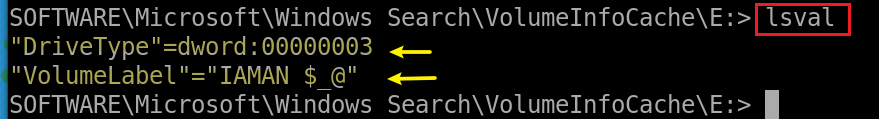 SOFTWARE\Microsoft\Windows Search\VolumeInfoCache\E:> lsval
"DriveType"=dword:00000003
"VolumeLabel"="IAMAN $_@"
SOFTWARE\Microsoft\Windows Search\VolumeInfoCache\E:>